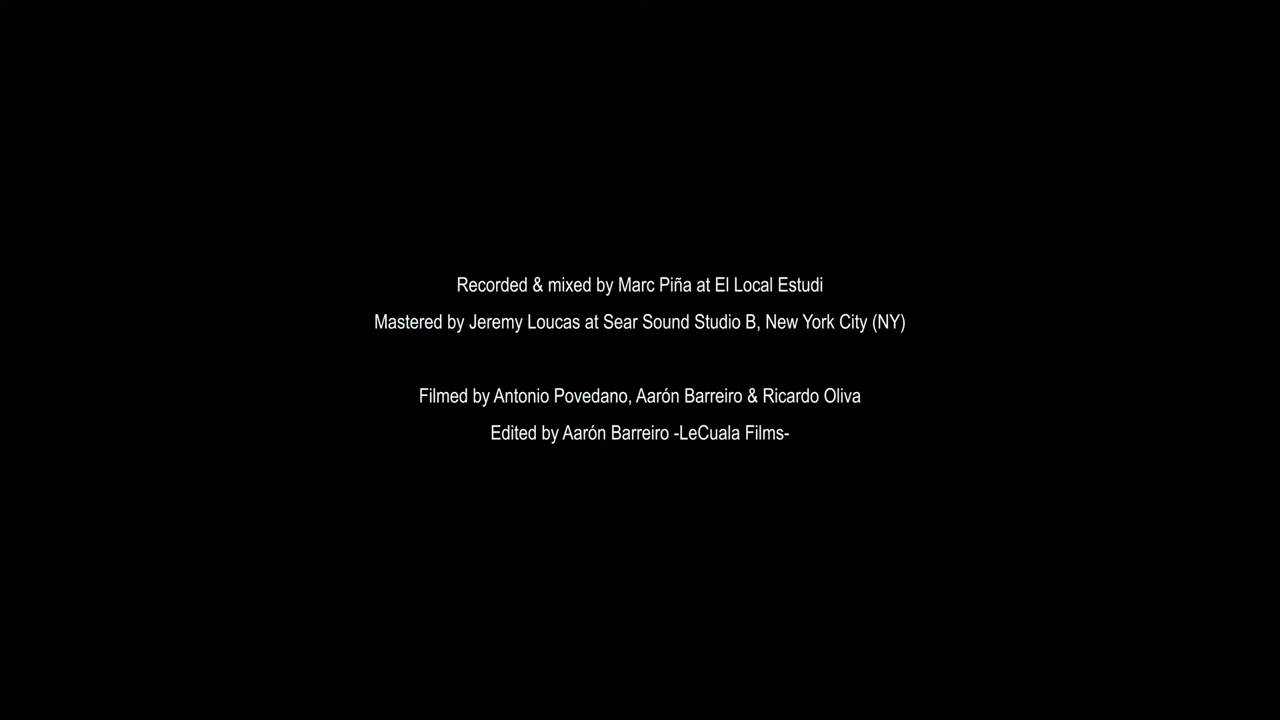 Recorded & mixed by Marc Piña at El Local Estudi
Mastered by Jeremy Loucas at Sear Sound Studio B, New York City (NY)
Filmed by Antonio Povedano, Aarón Barreiro & Ricardo Oliva
Edited by Aarón Barreiro -LeCuala Films-